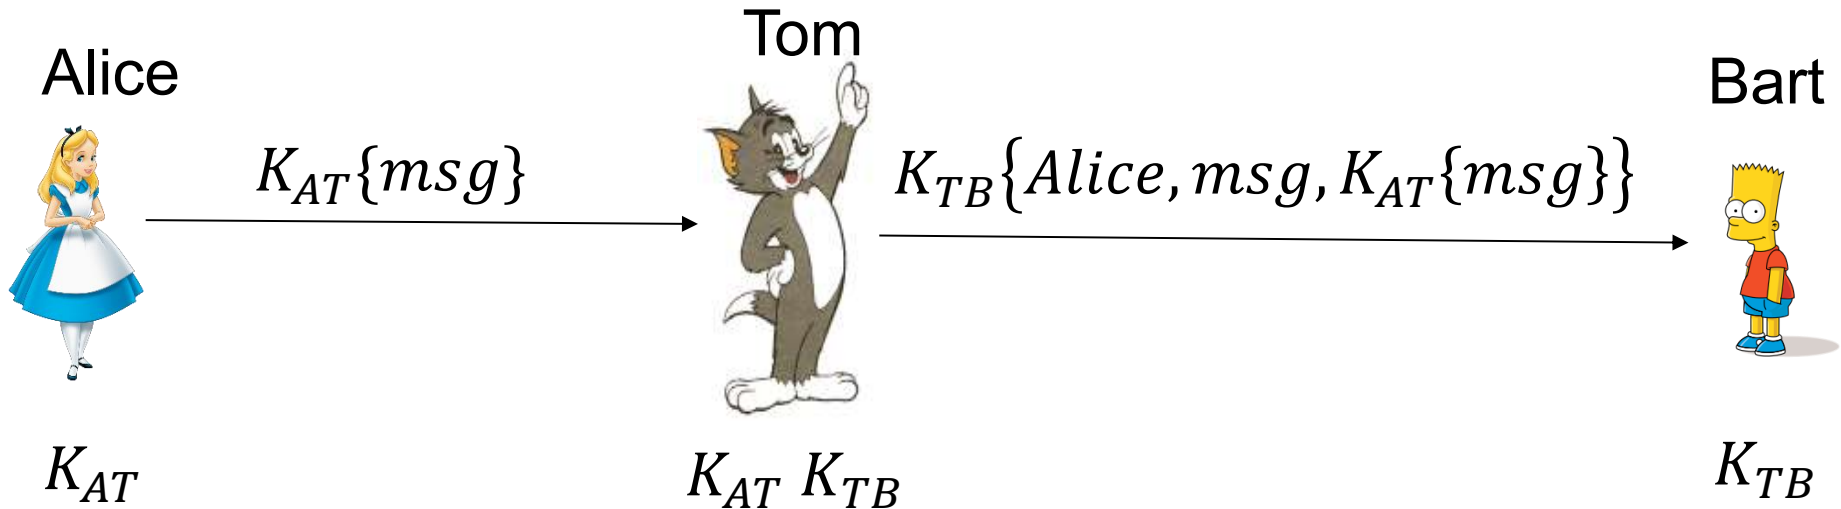 Alice
Tom
Bart
K_{AT}{msg}
K_{TB}{Alice, msg, K_{AT}{msg}}
K_{AT}
K_{AT} K_{TB}
K_{TB}